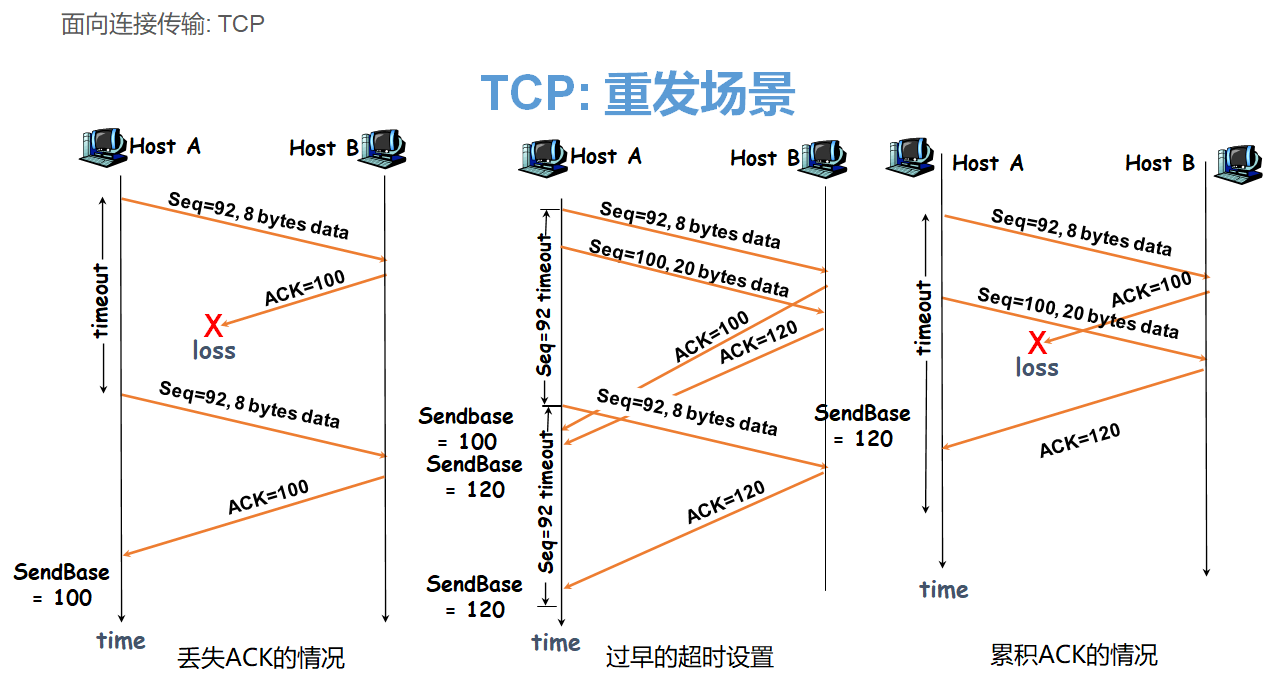 面向连接传输: TCP
TCP: 重发场景
Host A
Host B
Seq=92, 8 bytes data
ACK=100
timeout
X
loss
Seq=92, 8 bytes data
ACK=100
SendBase
= 100
time
丢失ACK的情况
Host A
Host B
Seq=92, 8 bytes data
Seq=100, 20 bytes data
Seq=92 timeout
ACK=100
ACK=120
Seq=92, 8 bytes data
Sendbase
= 100
SendBase
= 120
Seq=92 timeout
ACK=120
SendBase
= 120
time
过早的超时设置
Host A
Host B
Seq=92, 8 bytes data
ACK=100
timeout
Seq=100, 20 bytes data
X
loss
SendBase
= 120
ACK=120
time
累积ACK的情况